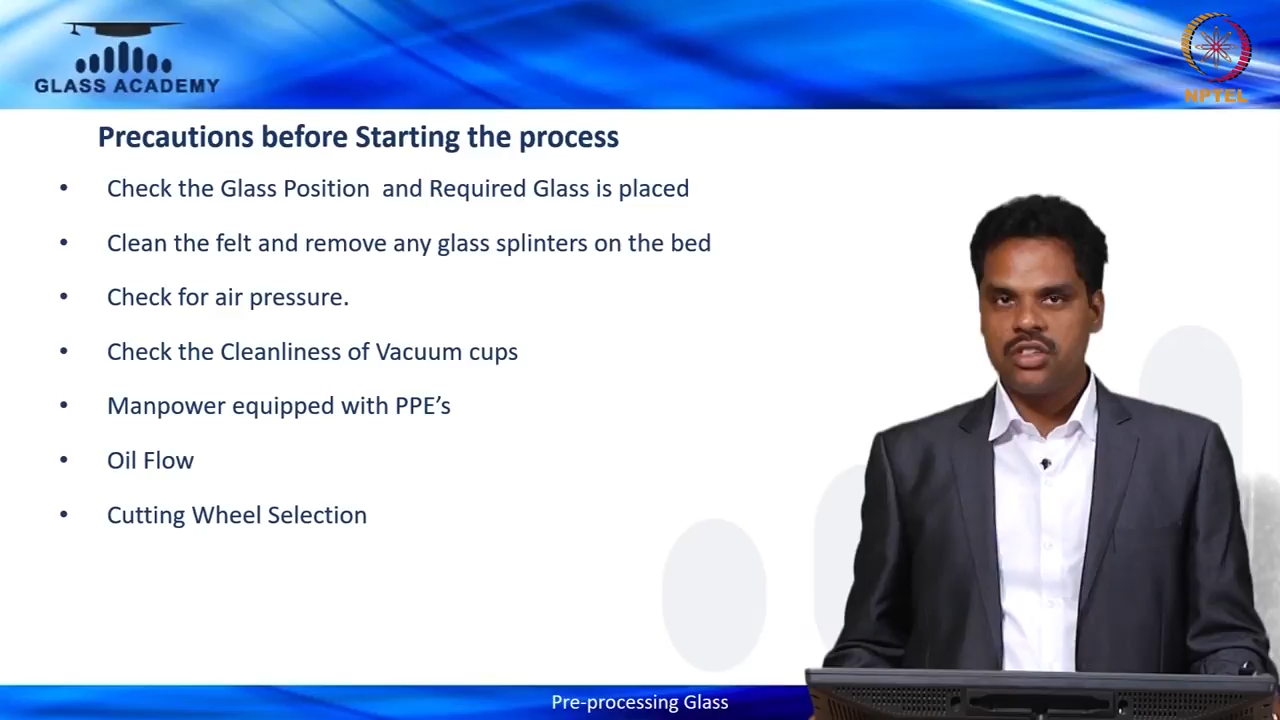 GLASS ACADEMY
NPTEL
Precautions before Starting the process
• Check the Glass Position and Required Glass is placed
• Clean the felt and remove any glass splinters on the bed
• Check for air pressure.
• Check the Cleanliness of Vacuum cups
• Manpower equipped with PPE’s
• Oil Flow
• Cutting Wheel Selection
Pre-processing Glass